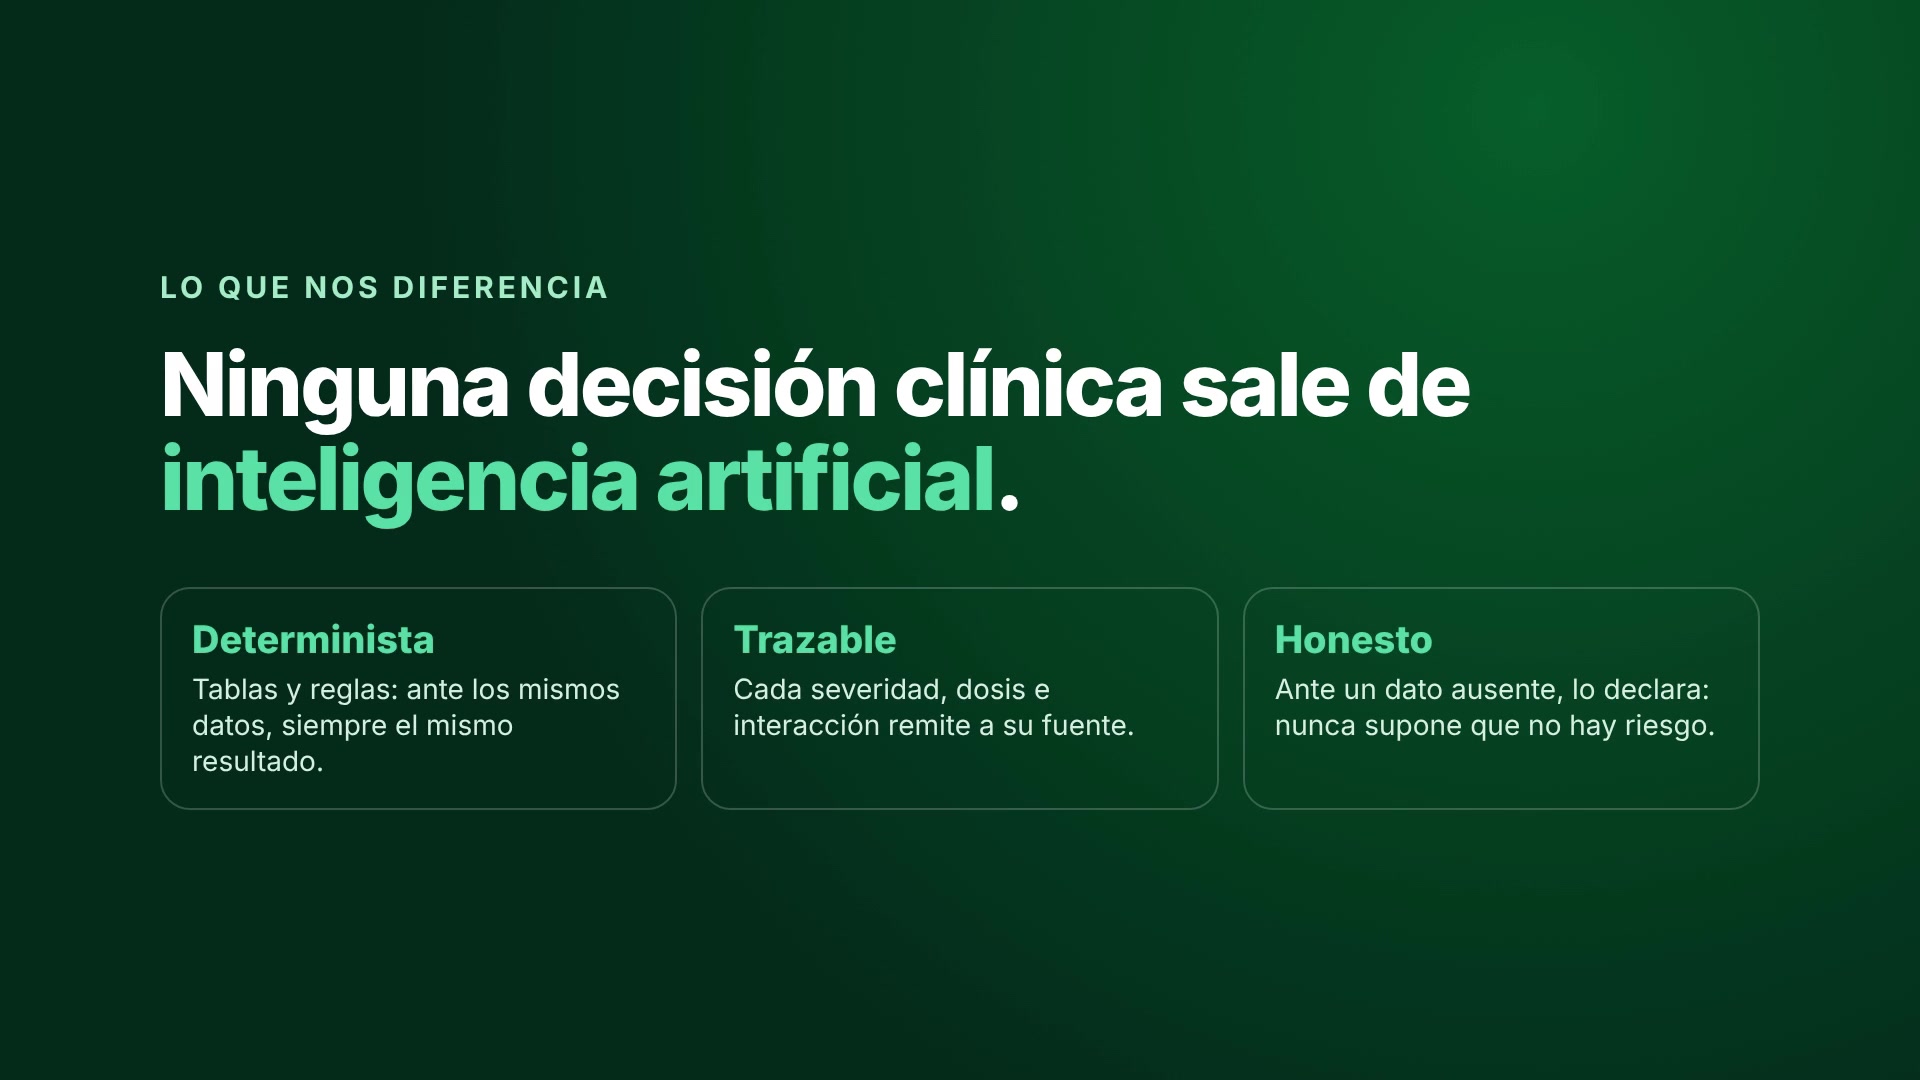 LO QUE NOS DIFERENCIA
Ninguna decisión clínica sale de
inteligencia artificial.
Determinista
Tablas y reglas: ante los mismos
datos, siempre el mismo
resultado.
Trazable
Cada severidad, dosis e
interacción remite a su fuente.
Honesto
Ante un dato ausente, lo declara:
nunca supone que no hay riesgo.